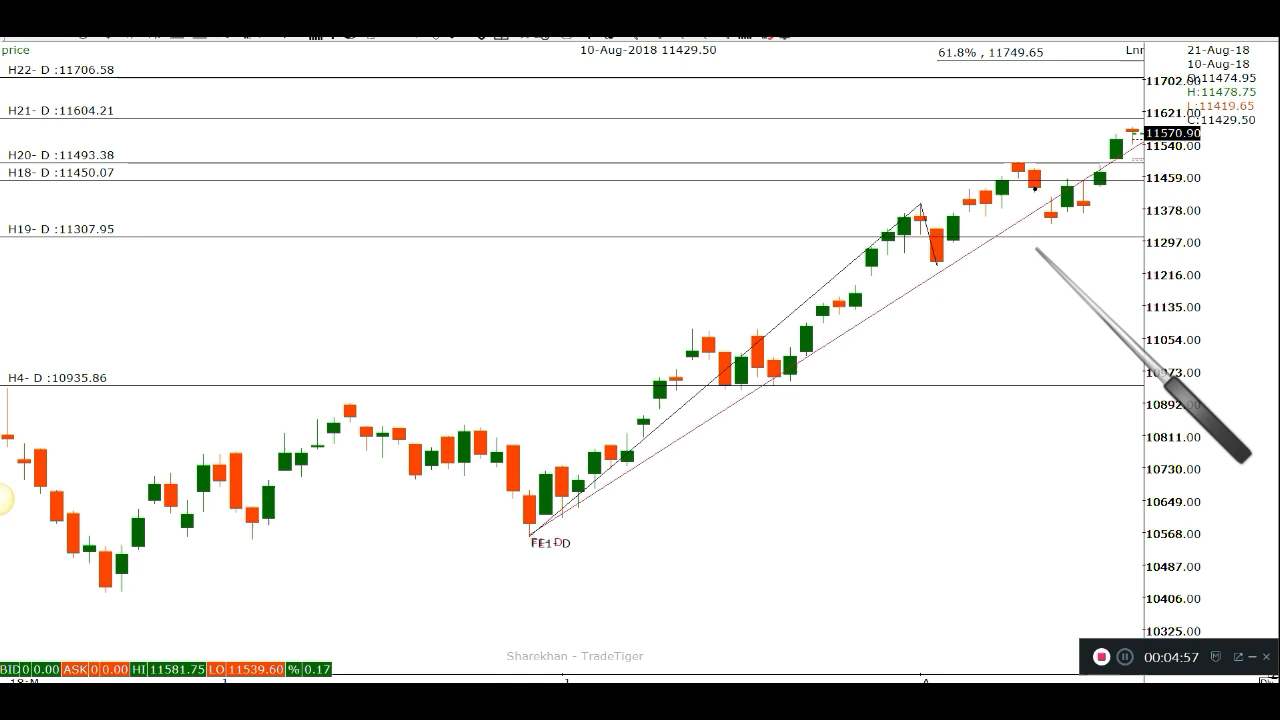 price
10-Aug-2018 11429.50
61.8% , 11749.65
Lnr
21-Aug-18
10-Aug-18
O:11474.95
H:11478.75
L:11419.65
C:11429.50
H22- D :11706.58
H21- D :11604.21
H20- D :11493.38
H18- D :11450.07
H19- D :11307.95
H4- D :10935.86
11702.00
11621.00
11570.90
11540.00
11459.00
11378.00
11297.00
11216.00
11135.00
11054.00
10973.00
10892.00
10811.00
10730.00
10649.00
10568.00
10487.00
10406.00
10325.00
FE1-D
Sharekhan - TradeTiger
BID 0 0.00 ASK 0 0.00 HI 11581.75 LO 11539.60 % 0.17
00:04:57